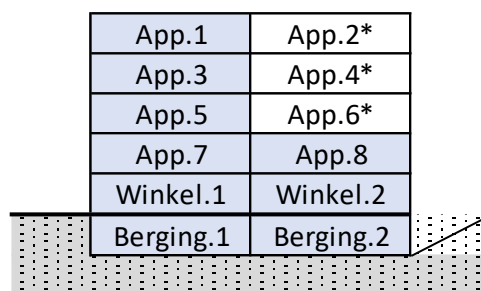 App.1 App.2*
App.3 App.4*
App.5 App.6*
App.7 App.8
Winkel.1 Winkel.2
Berging.1 Berging.2